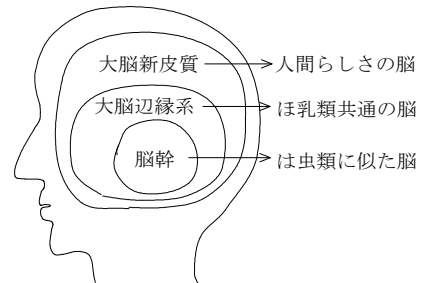 大脳新皮質 → 人間らしさの脳
大脳辺縁系 → ほ乳類共通の脳
脳幹 → は虫類に似た脳